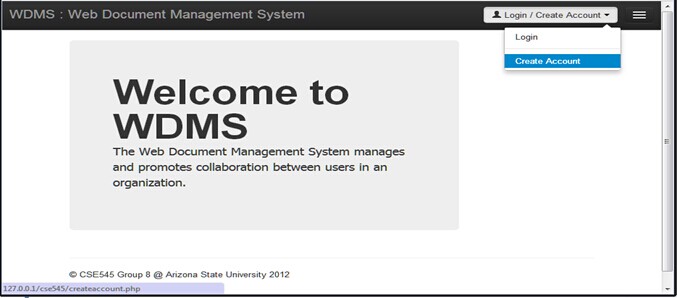 WDMS : Web Document Management System
Login / Create Account
Login
Create Account
Welcome to
WDMS
The Web Document Management System manages
and promotes collaboration between users in an
organization.
© CSE545 Group 8 @ Arizona State University 2012
127.0.0.1/cse545/createaccount.php